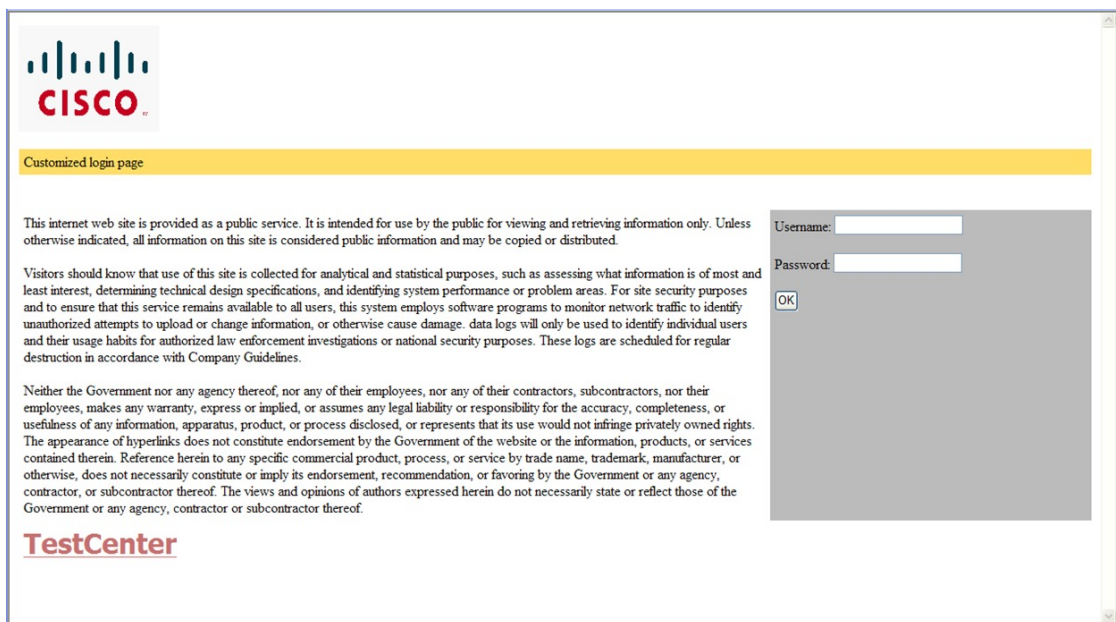 CISCO
Customized login page
This internet web site is provided as a public service. It is intended for use by the public for viewing and retrieving information only. Unless
otherwise indicated, all information on this site is considered public information and may be copied or distributed.
Username:
Password:
OK
Visitors should know that use of this site is collected for analytical and statistical purposes, such as assessing what information is of most and
least interest, determining technical design specifications, and identifying system performance or problem areas. For site security purposes
and to ensure that this service remains available to all users, this system employs software programs to monitor network traffic to identify
unauthorized attempts to upload or change information, or otherwise cause damage. data logs will only be used to identify individual users
and their usage habits for authorized law enforcement investigations or national security purposes. These logs are scheduled for regular
destruction in accordance with Company Guidelines.
Neither the Government nor any agency thereof, nor any of their employees, nor any of their contractors, subcontractors, nor their
employees, makes any warranty, express or implied, or assumes any legal liability or responsibility for the accuracy, completeness, or
usefulness of any information, apparatus, product, or process disclosed, or represents that its use would not infringe privately owned rights.
The appearance of hyperlinks does not constitute endorsement by the Government of the website or the information, products, or services
contained therein. Reference herein to any specific commercial product, process, or service by trade name, trademark, manufacturer, or
otherwise, does not necessarily constitute or imply its endorsement, recommendation, or favoring by the Government or any agency,
contractor, or subcontractor thereof. The views and opinions of authors expressed herein do not necessarily state or reflect those of the
Government or any agency, contractor or subcontractor thereof.
TestCenter